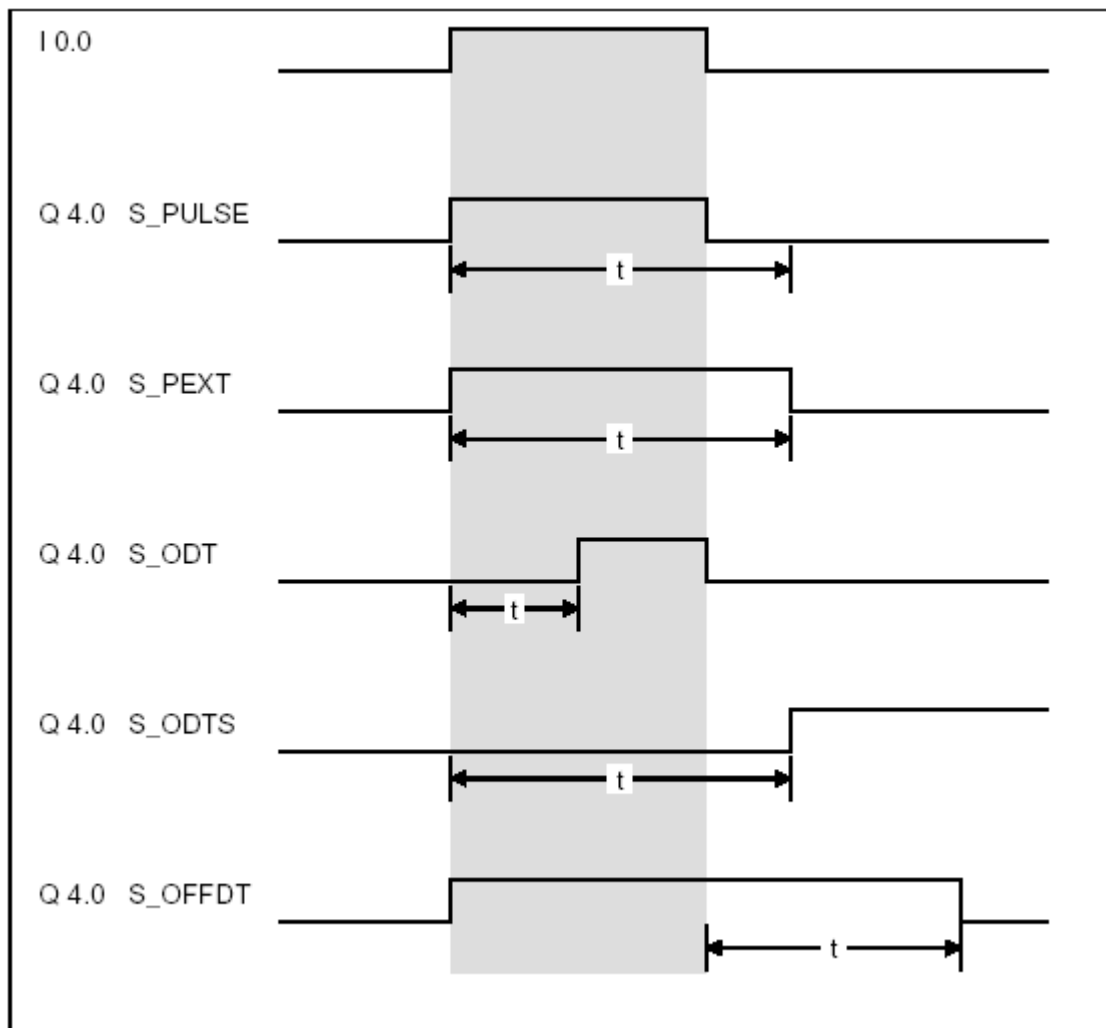 I 0.0
Q 4.0 S_PULSE
t
Q 4.0 S_PEXT
t
Q 4.0 S_ODT
t
Q 4.0 S_ODTS
t
Q 4.0 S_OFFDT
t